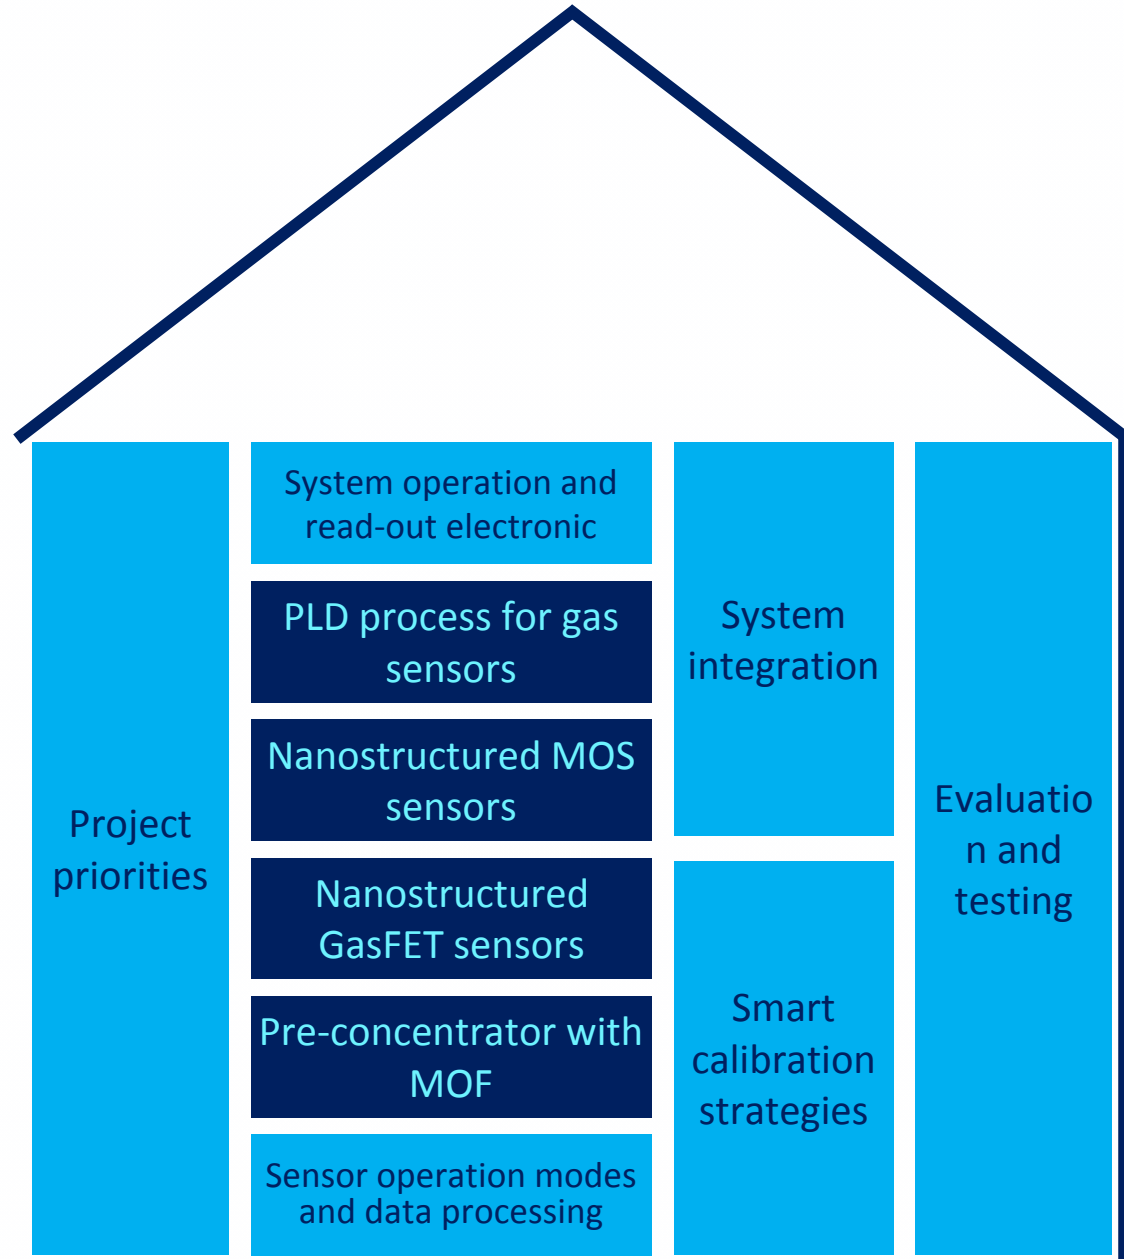 Project
priorities
System operation and
read-out electronic
PLD process for gas
sensors
Nanostructured MOS
sensors
Nanostructured
GasFET sensors
Pre-concentrator with
MOF
Sensor operation modes
and data processing
System
integration
Smart
calibration
strategies
Evaluatio
n and
testing